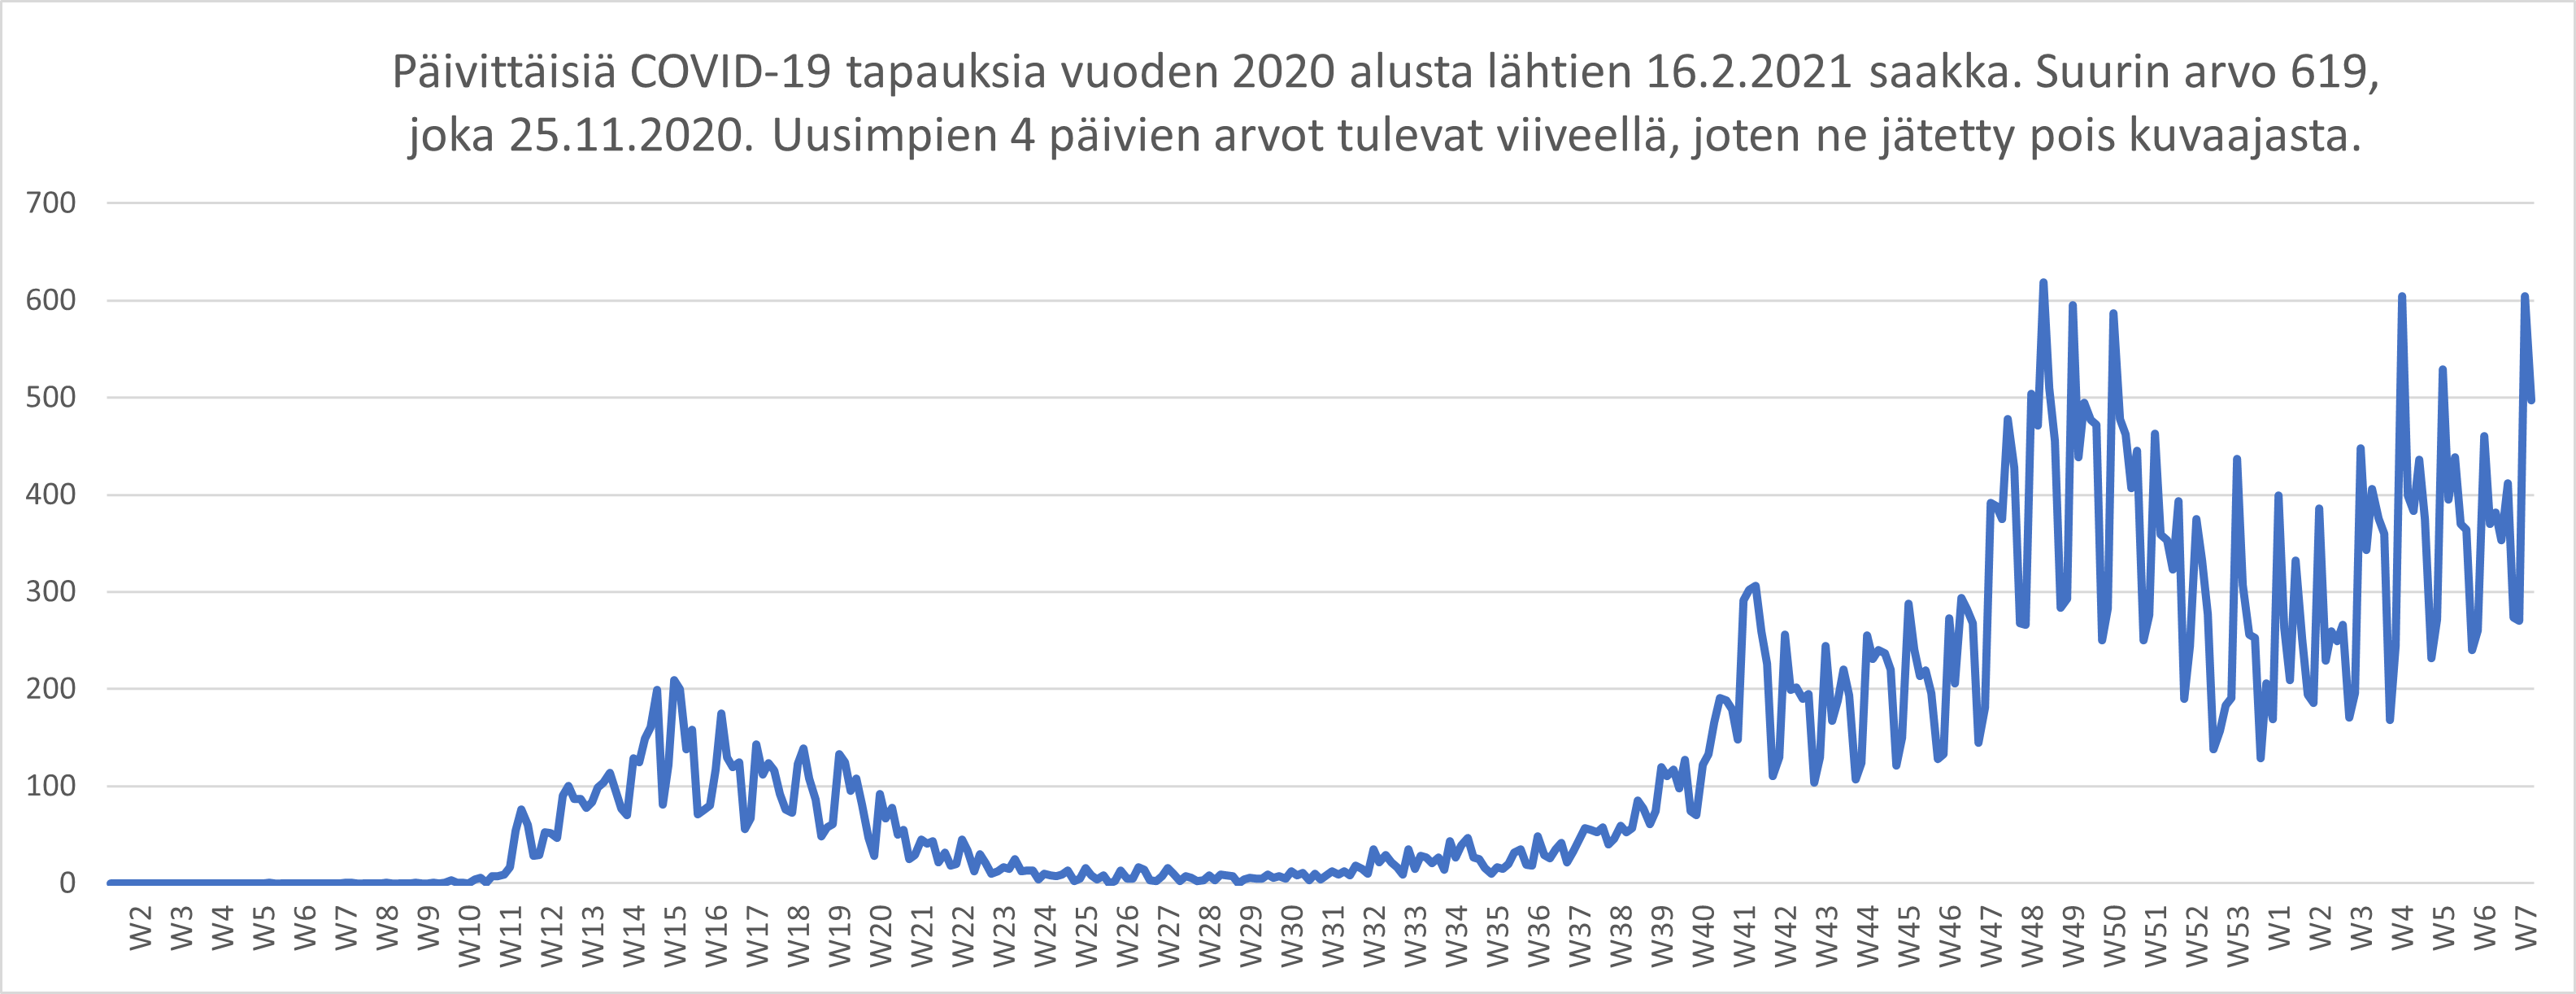 Päivittäisiä COVID-19 tapauksia vuoden 2020 alusta lähtien 16.2.2021 saakka. Suurin arvo 619,
joka 25.11.2020. Uusimpien 4 päivien arvot tulevat viiveellä, joten ne jätetty pois kuvaajasta.
700
600
500
400
300
200
100
0
W2
W3
W4
W5
W6
W7
W8
W9
W10
W11
W12
W13
W14
W15
W16
W17
W18
W19
W20
W21
W22
W23
W24
W25
W26
W27
W28
W29
W30
W31
W32
W33
W34
W35
W36
W37
W38
W39
W40
W41
W42
W43
W44
W45
W46
W47
W48
W49
W50
W51
W52
W53
W1
W2
W3
W4
W5
W6
W7